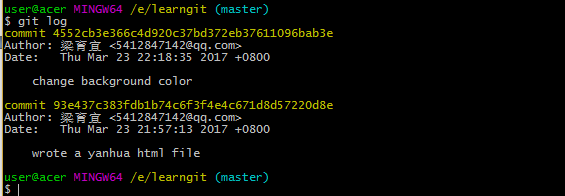 user@acer MINGW64 /e/learngit (master)
$ git log
commit 4552cb3e366c4d920c37bd372eb37611096bab3e
Author: 梁育宣 <5412847142@qq.com>
Date:   Thu Mar 23 22:18:35 2017 +0800
    change background color
commit 93e437c383fdb1b74c6f3f4e4c671d8d57220d8e
Author: 梁育宣 <5412847142@qq.com>
Date:   Thu Mar 23 21:57:13 2017 +0800
    wrote a yanhua html file
user@acer MINGW64 /e/learngit (master)
$